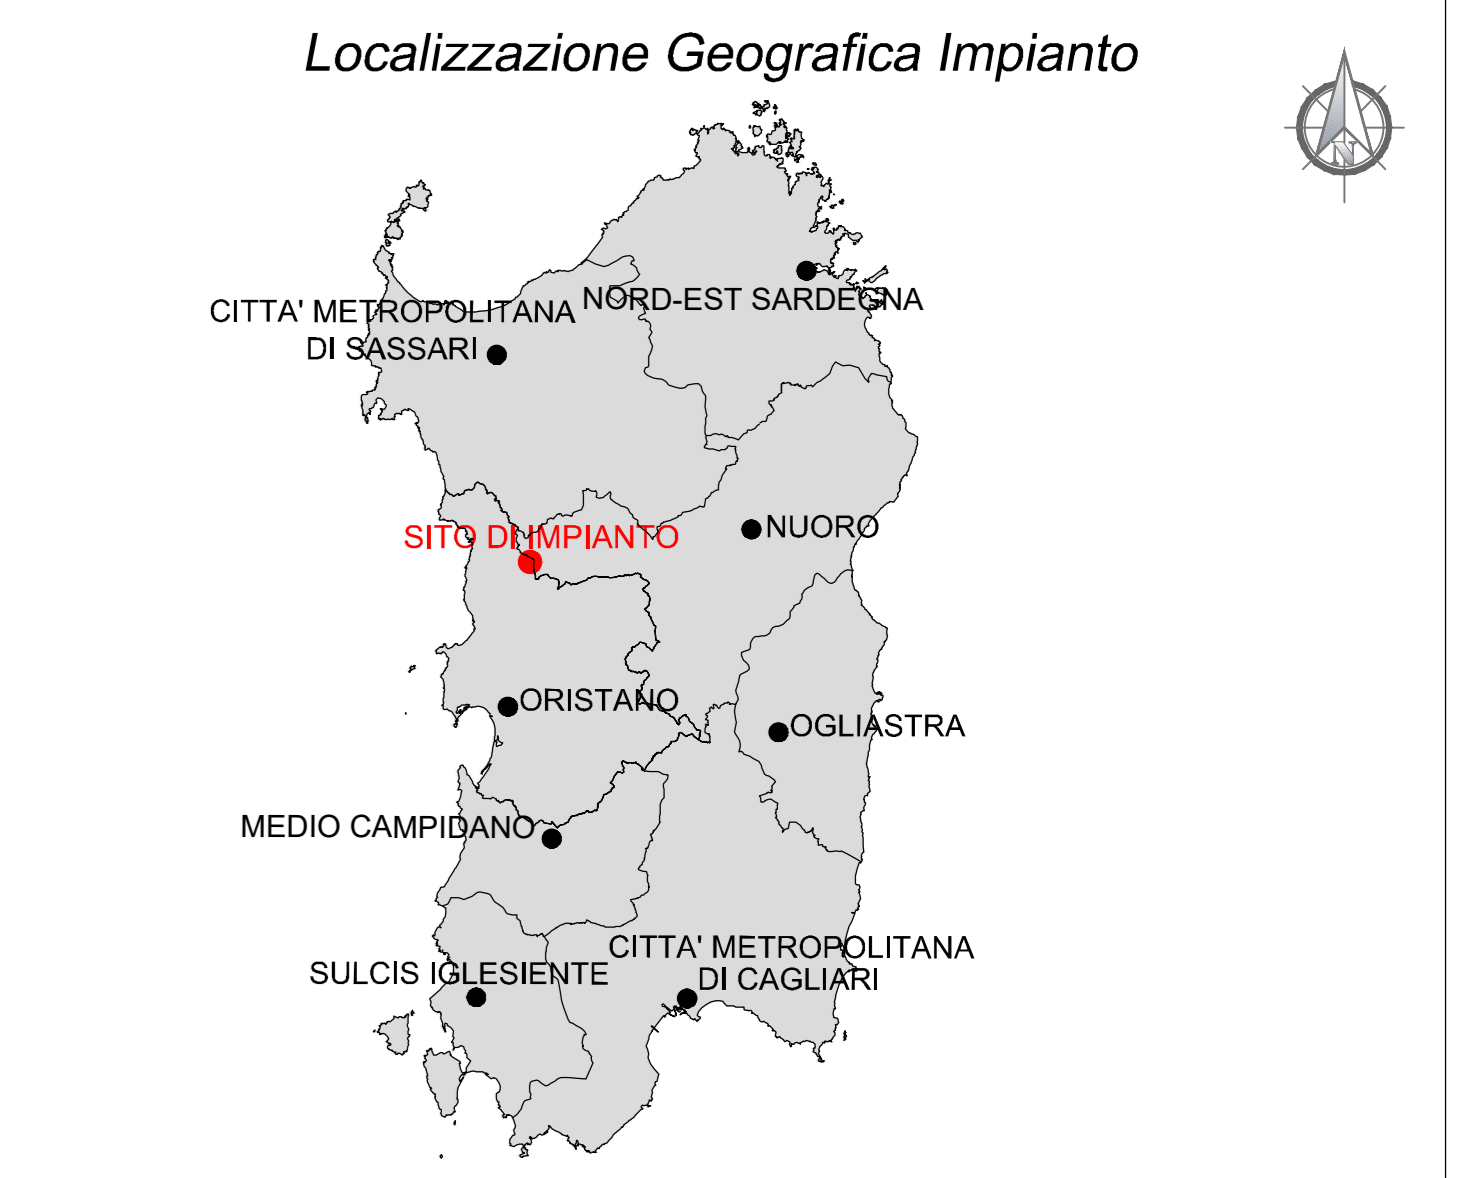 Localizzazione Geografica Impianto
N
NORD-EST SARDEGNA
CITTA' METROPOLITANA
DI SASSARI
NUORO
SITO DI IMPIANTO
ORISTANO
OGLIASTRA
MEDIO CAMPIDANO
CITTA' METROPOLITANA
DI CAGLIARI
SULCIS IGLESIENTE